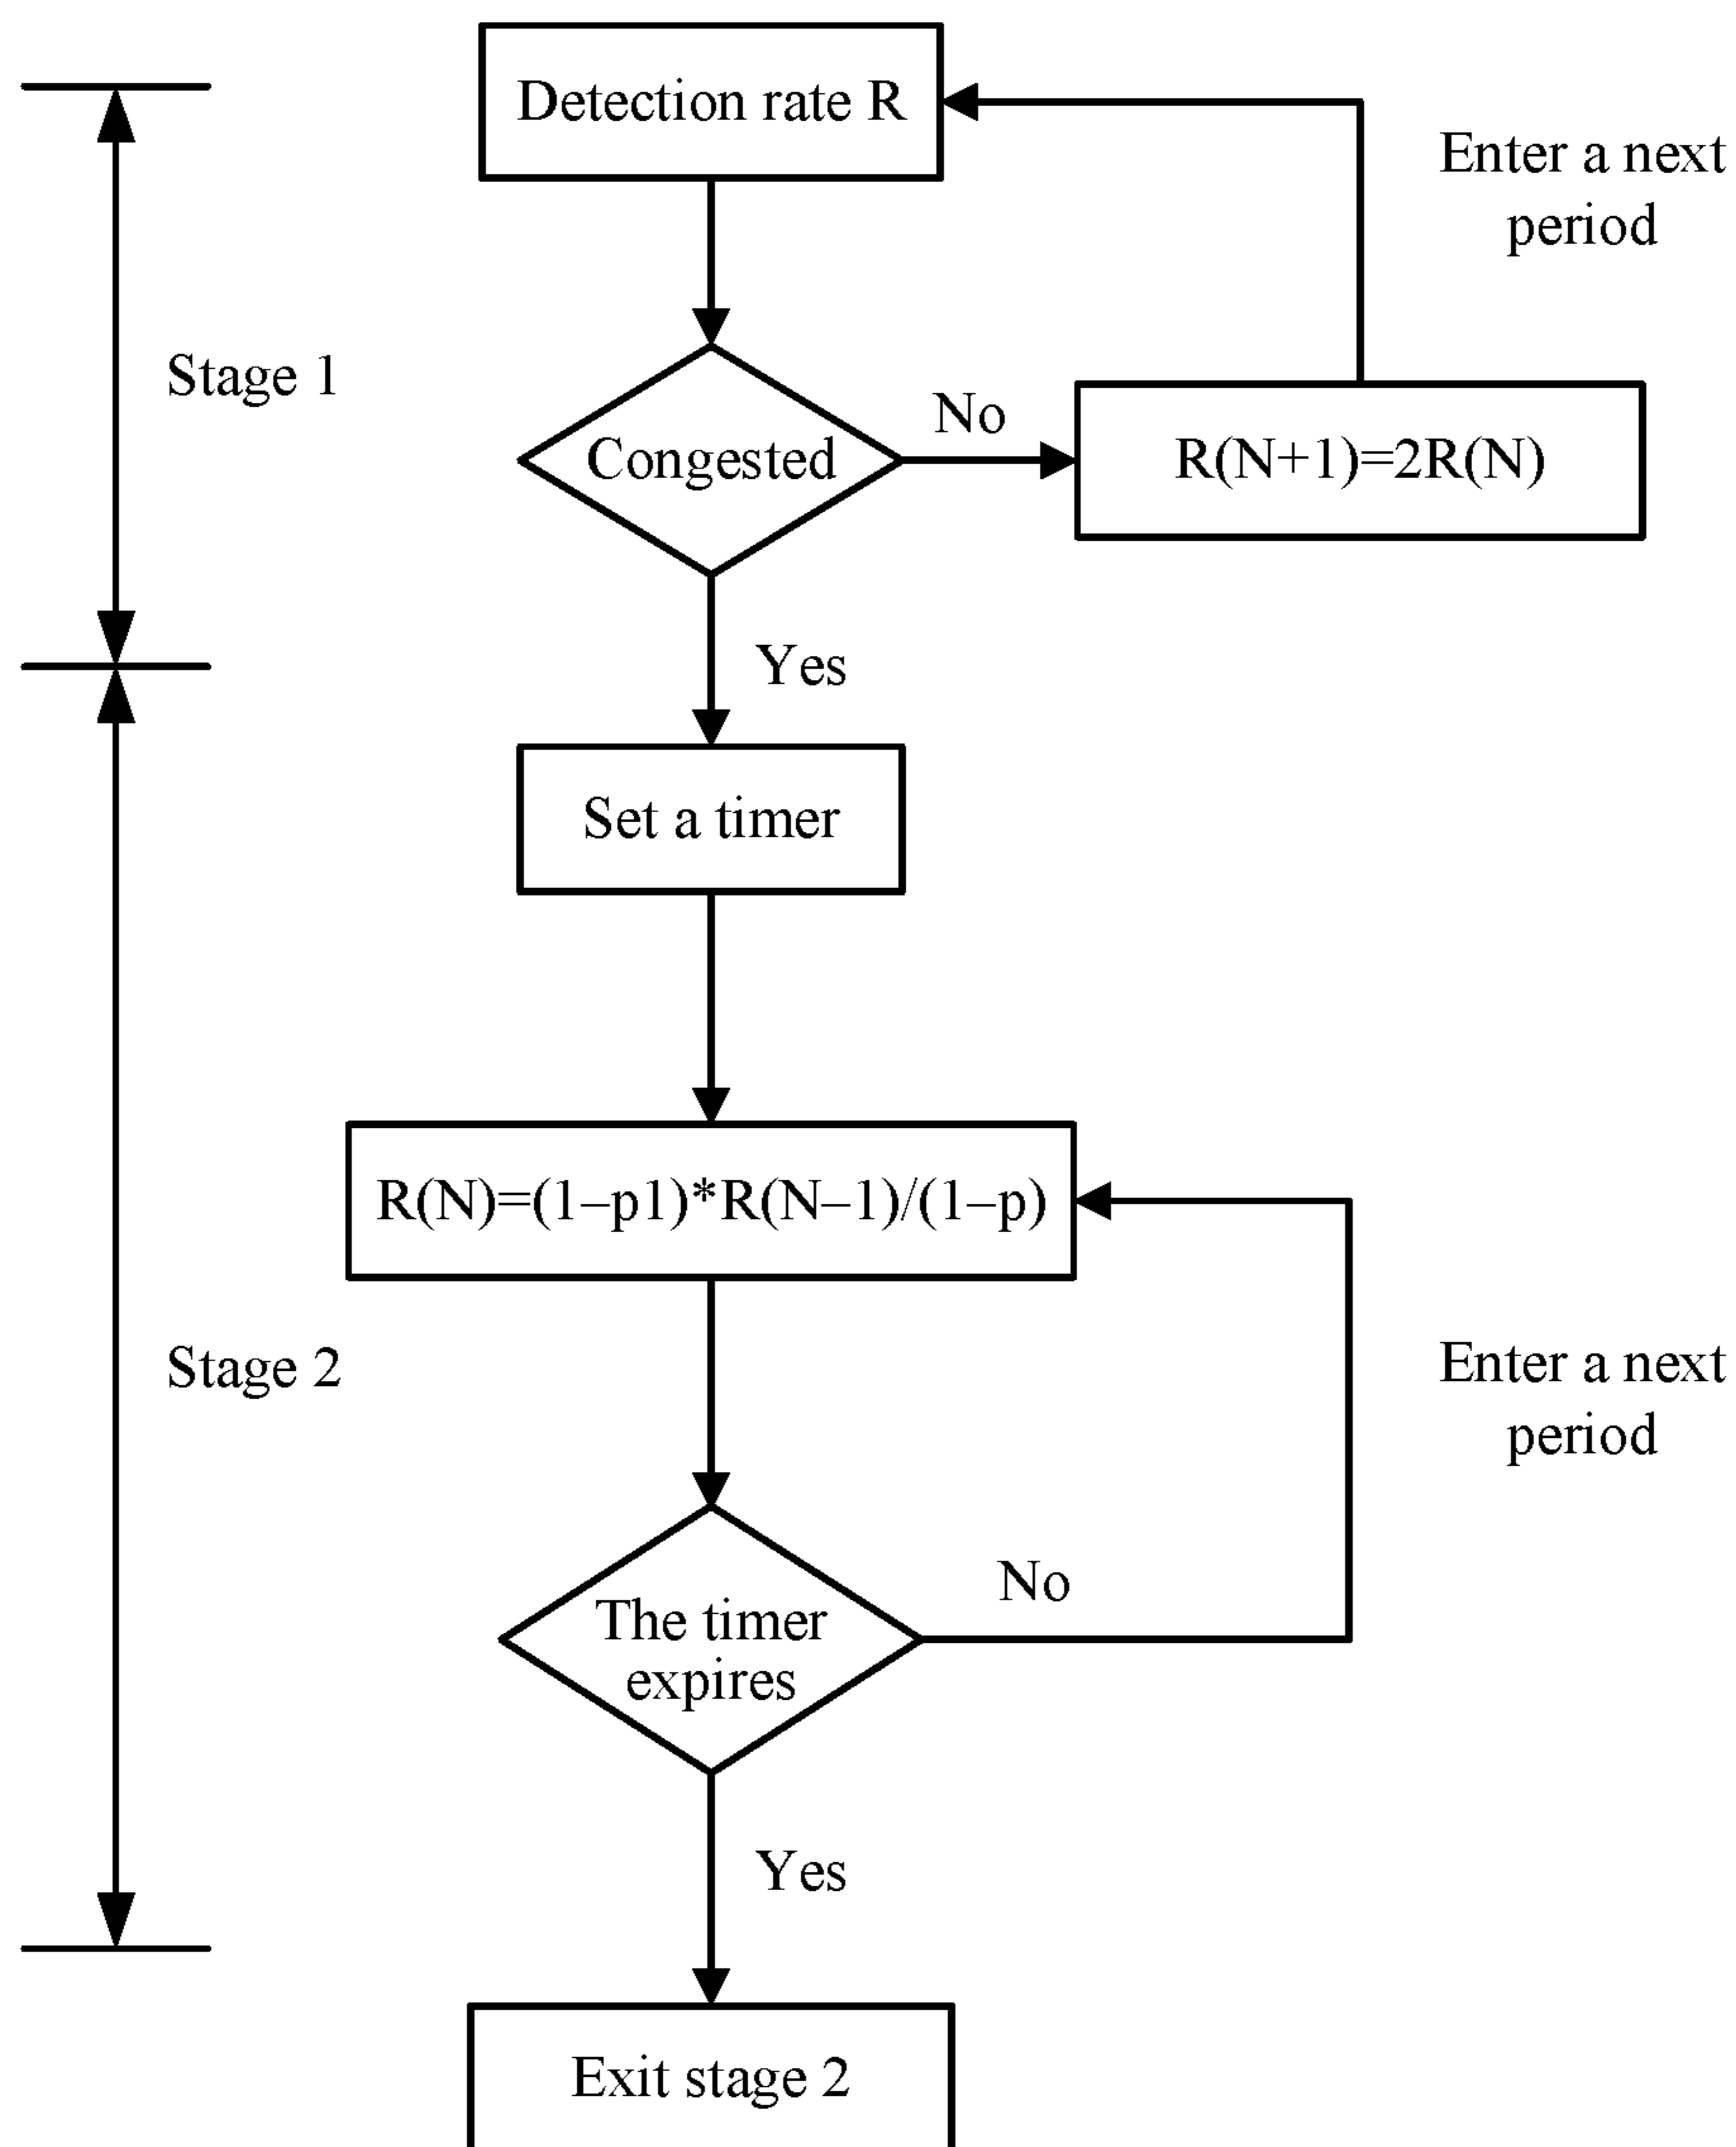 Detection rate R
Enter a next
period
Stage 1
Congested
No
R(N+1)=2R(N)
Yes
Set a timer
R(N)=(1–p1)*R(N–1)/(1–p)
Stage 2
Enter a next
period
The timer
expires
No
Yes
Exit stage 2